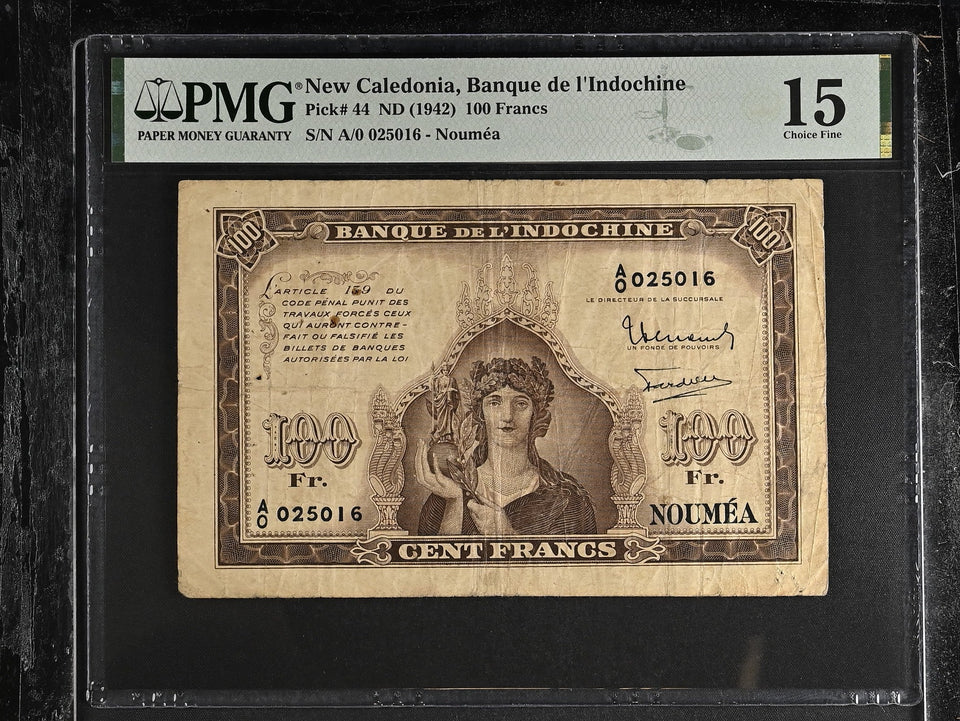 PMG®
PAPER MONEY GUARANTY
New Caledonia, Banque de l'Indochine
Pick# 44 ND (1942) 100 Francs
S/N A/0 025016 - Nouméa
15
Choice Fine
100
BANQUE DE L'INDOCHINE
100
L'ARTICLE 159 DU
CODE PÉNAL PUNIT DES
TRAVAUX FORCÉS CEUX
QUI AURONT CONTRE-
FAIT OU FALSIFIÉ LES
BILLETS DE BANQUES
AUTORISÉES PAR LA LOI
A/0 025016
LE DIRECTEUR DE LA SUCCURSALE
UN FONDÉ DE POUVOIRS
100
Fr.
100
Fr.
A/0 025016
NOUMÉA
CENT FRANCS